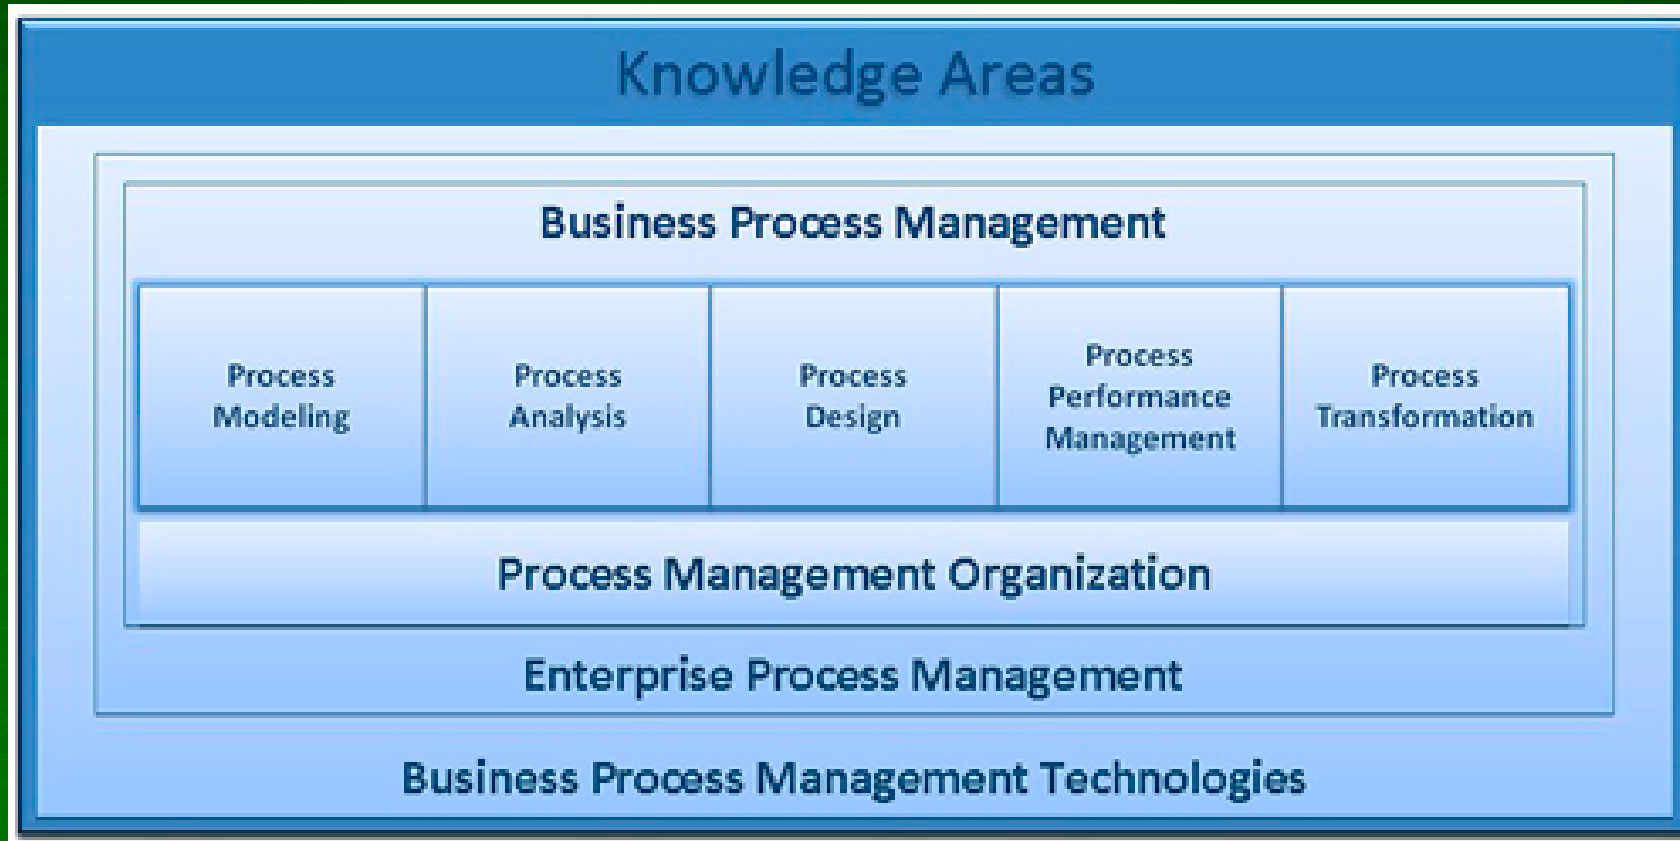 Knowledge Areas
Business Process Management
Process
Modeling
Process
Analysis
Process
Design
Process
Performance
Management
Process
Transformation
Process Management Organization
Enterprise Process Management
Business Process Management Technologies